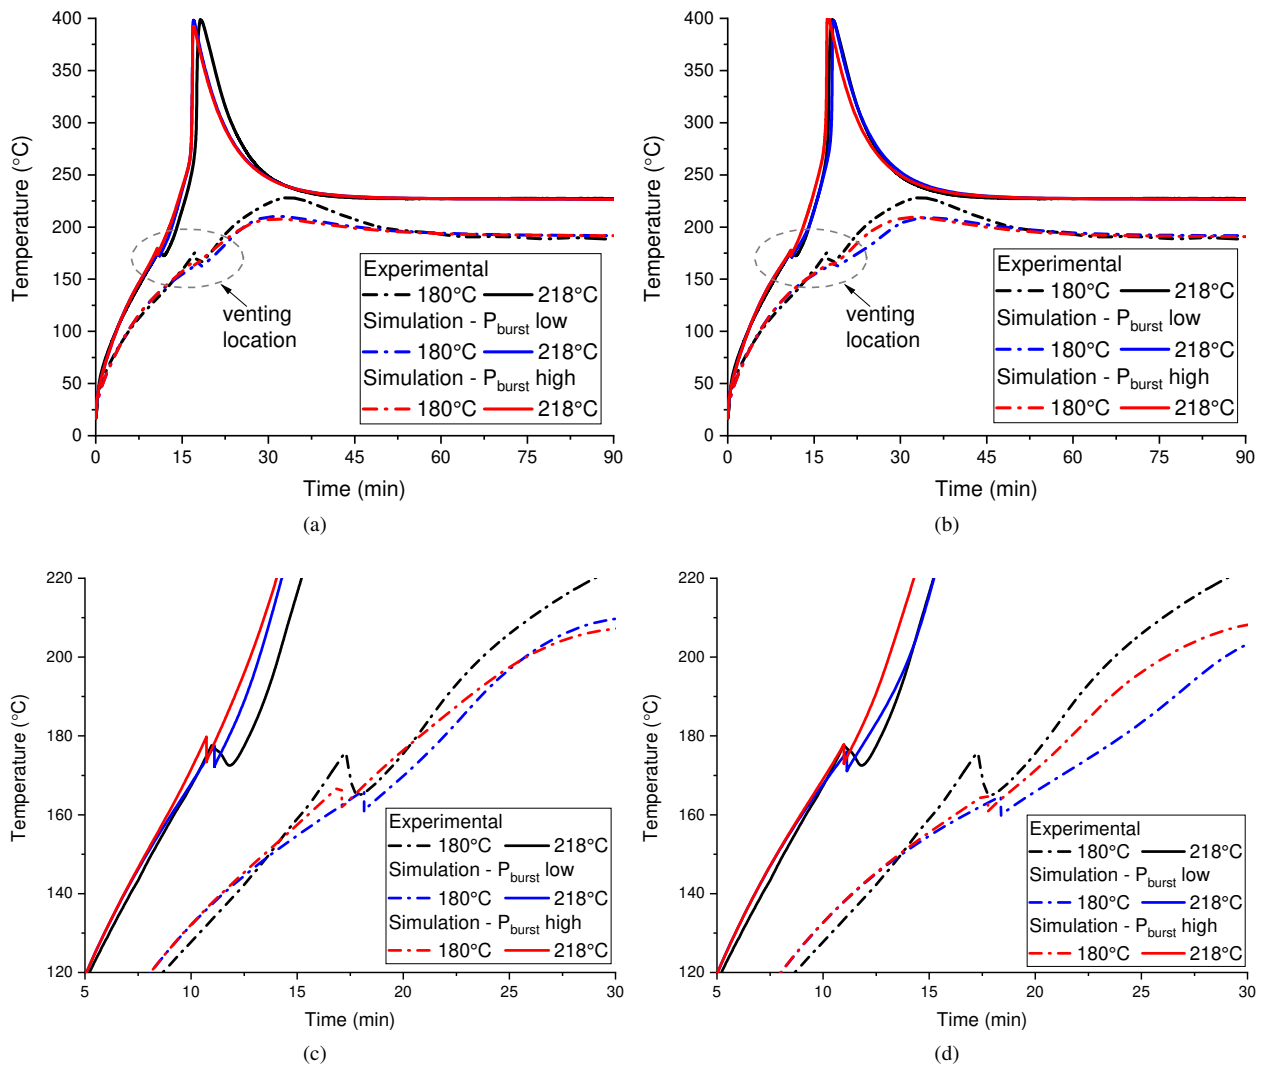 400
350
300
250
200
150
100
50
0
Temperature (°C)
0 15 30 45 60 75 90
Time (min)
venting
location
Experimental
180°C 218°C
Simulation - Pburst low
180°C 218°C
Simulation - Pburst high
180°C 218°C
(a)
400
350
300
250
200
150
100
50
0
Temperature (°C)
0 15 30 45 60 75 90
Time (min)
venting
location
Experimental
180°C 218°C
Simulation - Pburst low
180°C 218°C
Simulation - Pburst high
180°C 218°C
(b)
220
200
180
160
140
120
Temperature (°C)
5 10 15 20 25 30
Time (min)
Experimental
180°C 218°C
Simulation - Pburst low
180°C 218°C
Simulation - Pburst high
180°C 218°C
(c)
220
200
180
160
140
120
Temperature (°C)
5 10 15 20 25 30
Time (min)
Experimental
180°C 218°C
Simulation - Pburst low
180°C 218°C
Simulation - Pburst high
180°C 218°C
(d)